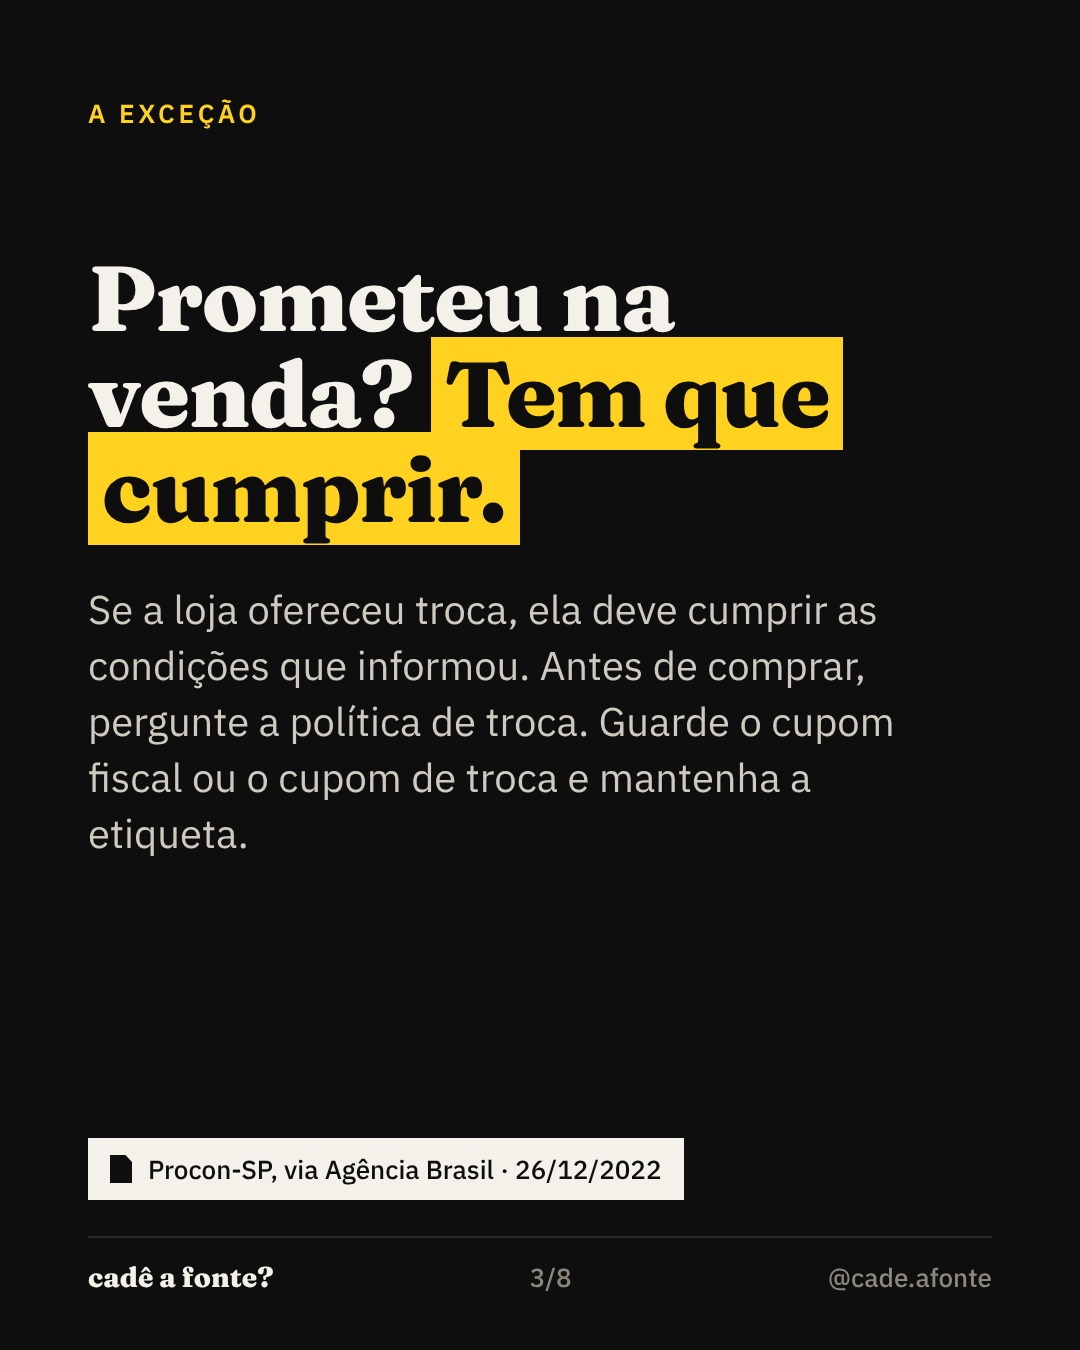 A EXCEÇÃO
Prometeu na
venda? Tem que
cumprir.
Se a loja ofereceu troca, ela deve cumprir as
condições que informou. Antes de comprar,
pergunte a política de troca. Guarde o cupom
fiscal ou o cupom de troca e mantenha a
etiqueta.
Procon-SP, via Agência Brasil · 26/12/2022
cadê a fonte?
3/8
@cade.afonte